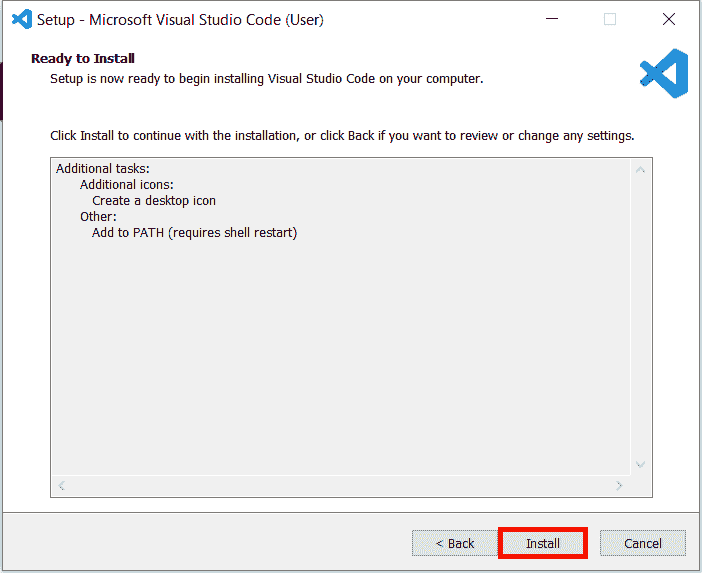 Setup - Microsoft Visual Studio Code (User)
Ready to Install
Setup is now ready to begin installing Visual Studio Code on your computer.
Click Install to continue with the installation, or click Back if you want to review or change any settings.
Additional tasks:
Additional icons:
Create a desktop icon
Other:
Add to PATH (requires shell restart)
< Back Install Cancel